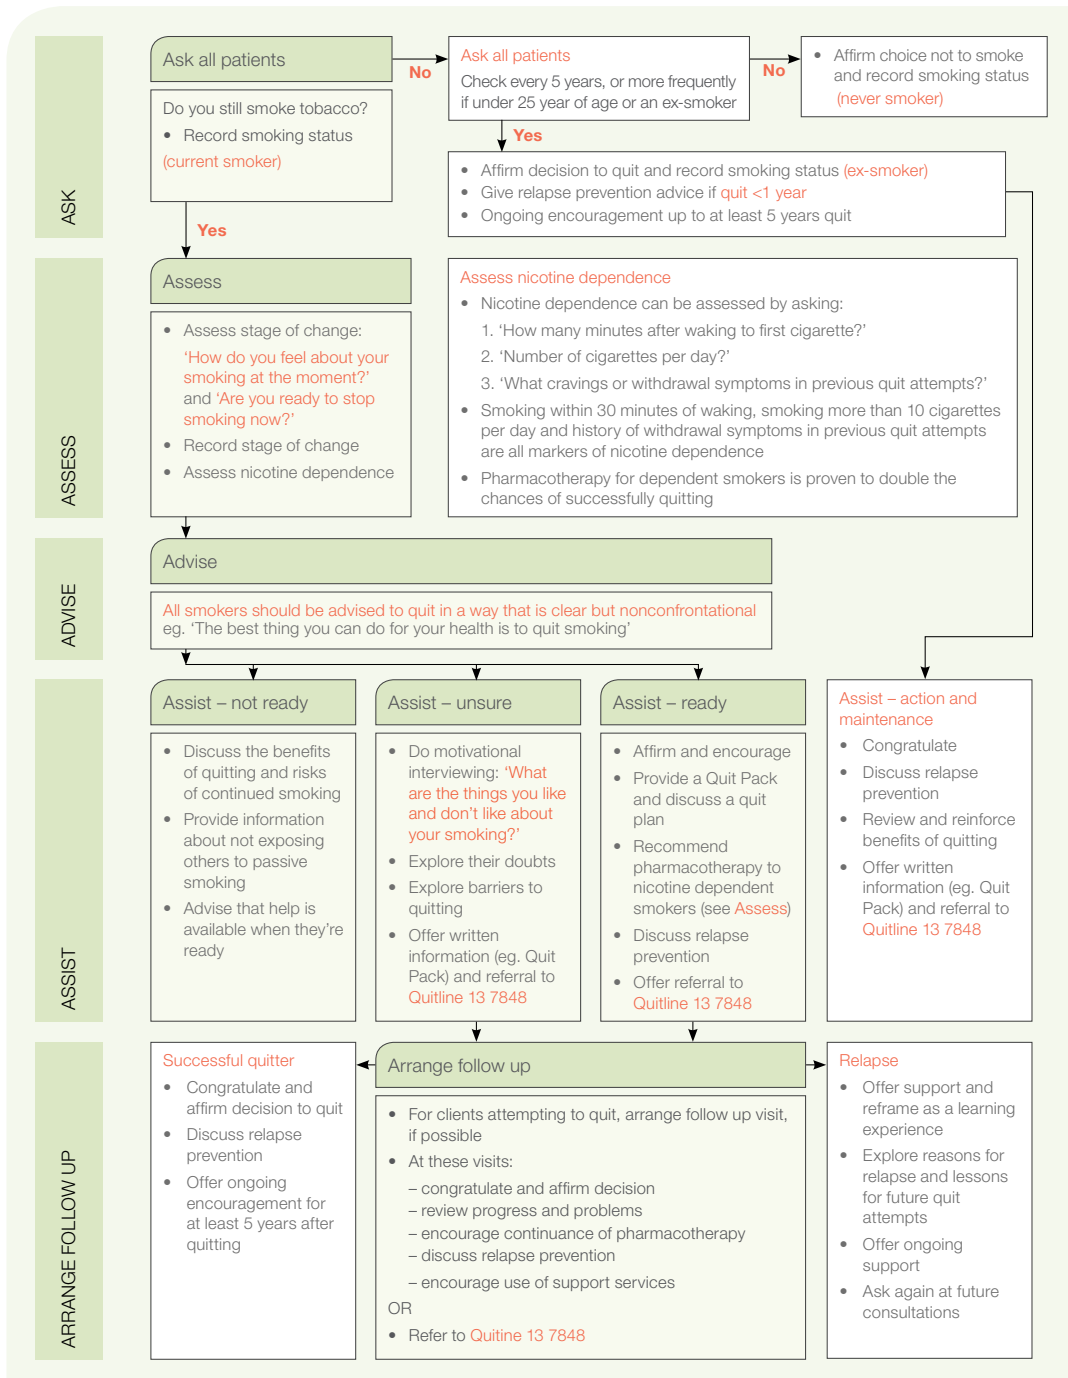 ASK
Ask all patients
Do you still smoke tobacco?
• Record smoking status
(current smoker)
No
Ask all patients
Check every 5 years, or more frequently
if under 25 year of age or an ex-smoker
No
• Affirm choice not to smoke
and record smoking status
(never smoker)
Yes
• Affirm decision to quit and record smoking status (ex-smoker)
• Give relapse prevention advice if quit <1 year
• Ongoing encouragement up to at least 5 years quit
Yes
ASSESS
Assess
• Assess stage of change:
‘How do you feel about your
smoking at the moment?’
and ‘Are you ready to stop
smoking now?’
• Record stage of change
• Assess nicotine dependence
Assess nicotine dependence
• Nicotine dependence can be assessed by asking:
1. ‘How many minutes after waking to first cigarette?’
2. ‘Number of cigarettes per day?’
3. ‘What cravings or withdrawal symptoms in previous quit attempts?’
• Smoking within 30 minutes of waking, smoking more than 10 cigarettes
per day and history of withdrawal symptoms in previous quit attempts
are all markers of nicotine dependence
• Pharmacotherapy for dependent smokers is proven to double the
chances of successfully quitting
ADVISE
Advise
All smokers should be advised to quit in a way that is clear but nonconfrontational
eg. ‘The best thing you can do for your health is to quit smoking’
ASSIST
Assist – not ready
• Discuss the benefits
of quitting and risks
of continued smoking
• Provide information
about not exposing
others to passive
smoking
• Advise that help is
available when they’re
ready
Assist – unsure
• Do motivational
interviewing: ‘What
are the things you like
and don’t like about
your smoking?’
• Explore their doubts
• Explore barriers to
quitting
• Offer written
information (eg. Quit
Pack) and referral to
Quitline 13 7848
Assist – ready
• Affirm and encourage
• Provide a Quit Pack
and discuss a quit
plan
• Recommend
pharmacotherapy to
nicotine dependent
smokers (see Assess)
• Discuss relapse
prevention
• Offer referral to
Quitline 13 7848
Assist – action and
maintenance
• Congratulate
• Discuss relapse
prevention
• Review and reinforce
benefits of quitting
• Offer written
information (eg. Quit
Pack) and referral to
Quitline 13 7848
ARRANGE FOLLOW UP
Successful quitter
• Congratulate and
affirm decision to quit
• Discuss relapse
prevention
• Offer ongoing
encouragement for
at least 5 years after
quitting
Arrange follow up
• For clients attempting to quit, arrange follow up visit,
if possible
• At these visits:
– congratulate and affirm decision
– review progress and problems
– encourage continuance of pharmacotherapy
– discuss relapse prevention
– encourage use of support services
OR
• Refer to Quitine 13 7848
Relapse
• Offer support and
reframe as a learning
experience
• Explore reasons for
relapse and lessons
for future quit
attempts
• Offer ongoing
support
• Ask again at future
consultations